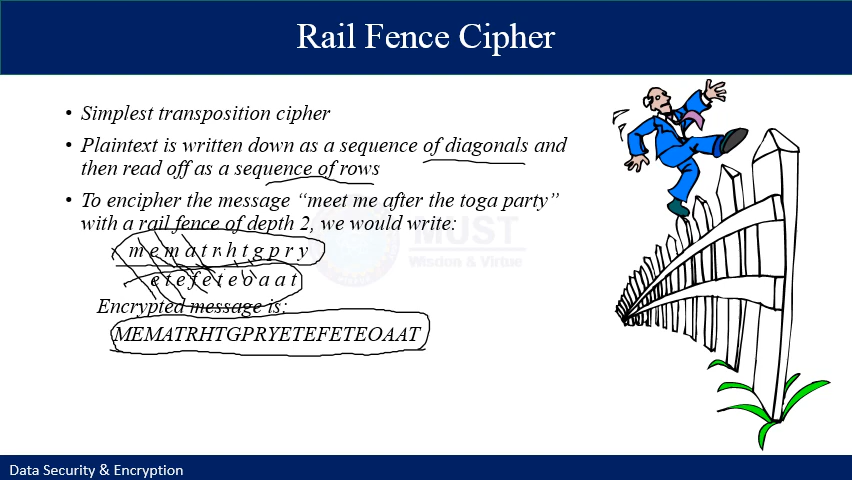 Rail Fence Cipher
• Simplest transposition cipher
• Plaintext is written down as a sequence of diagonals and
then read off as a sequence of rows
• To encipher the message “meet me after the toga party”
with a rail fence of depth 2, we would write:
m e m a t r h t g p r y
e t e f e t e o a a t
Encrypted message is:
MEMATRHTGPRYETEFETEOAAT
MUST
Wisdom & Virtue
Data Security & Encryption